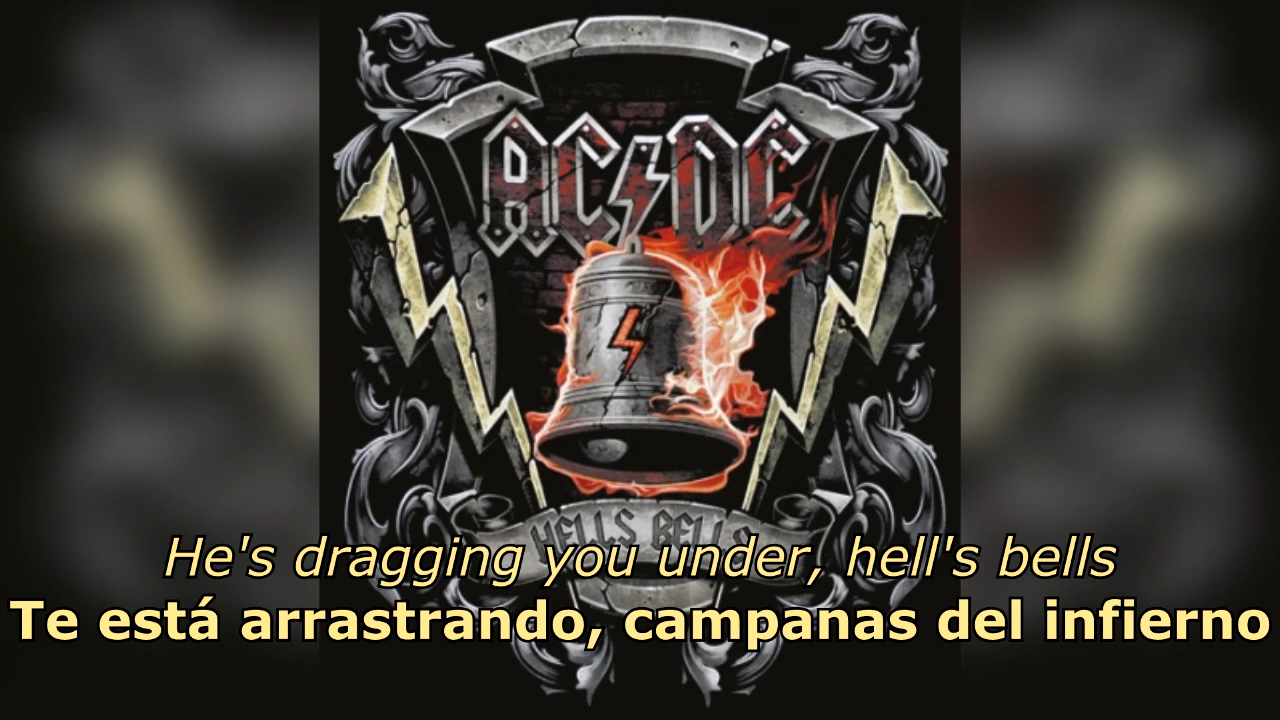 AC⚡DC
HELLS BELLS
He's dragging you under, hell's bells
Te está arrastrando, campanas del infierno